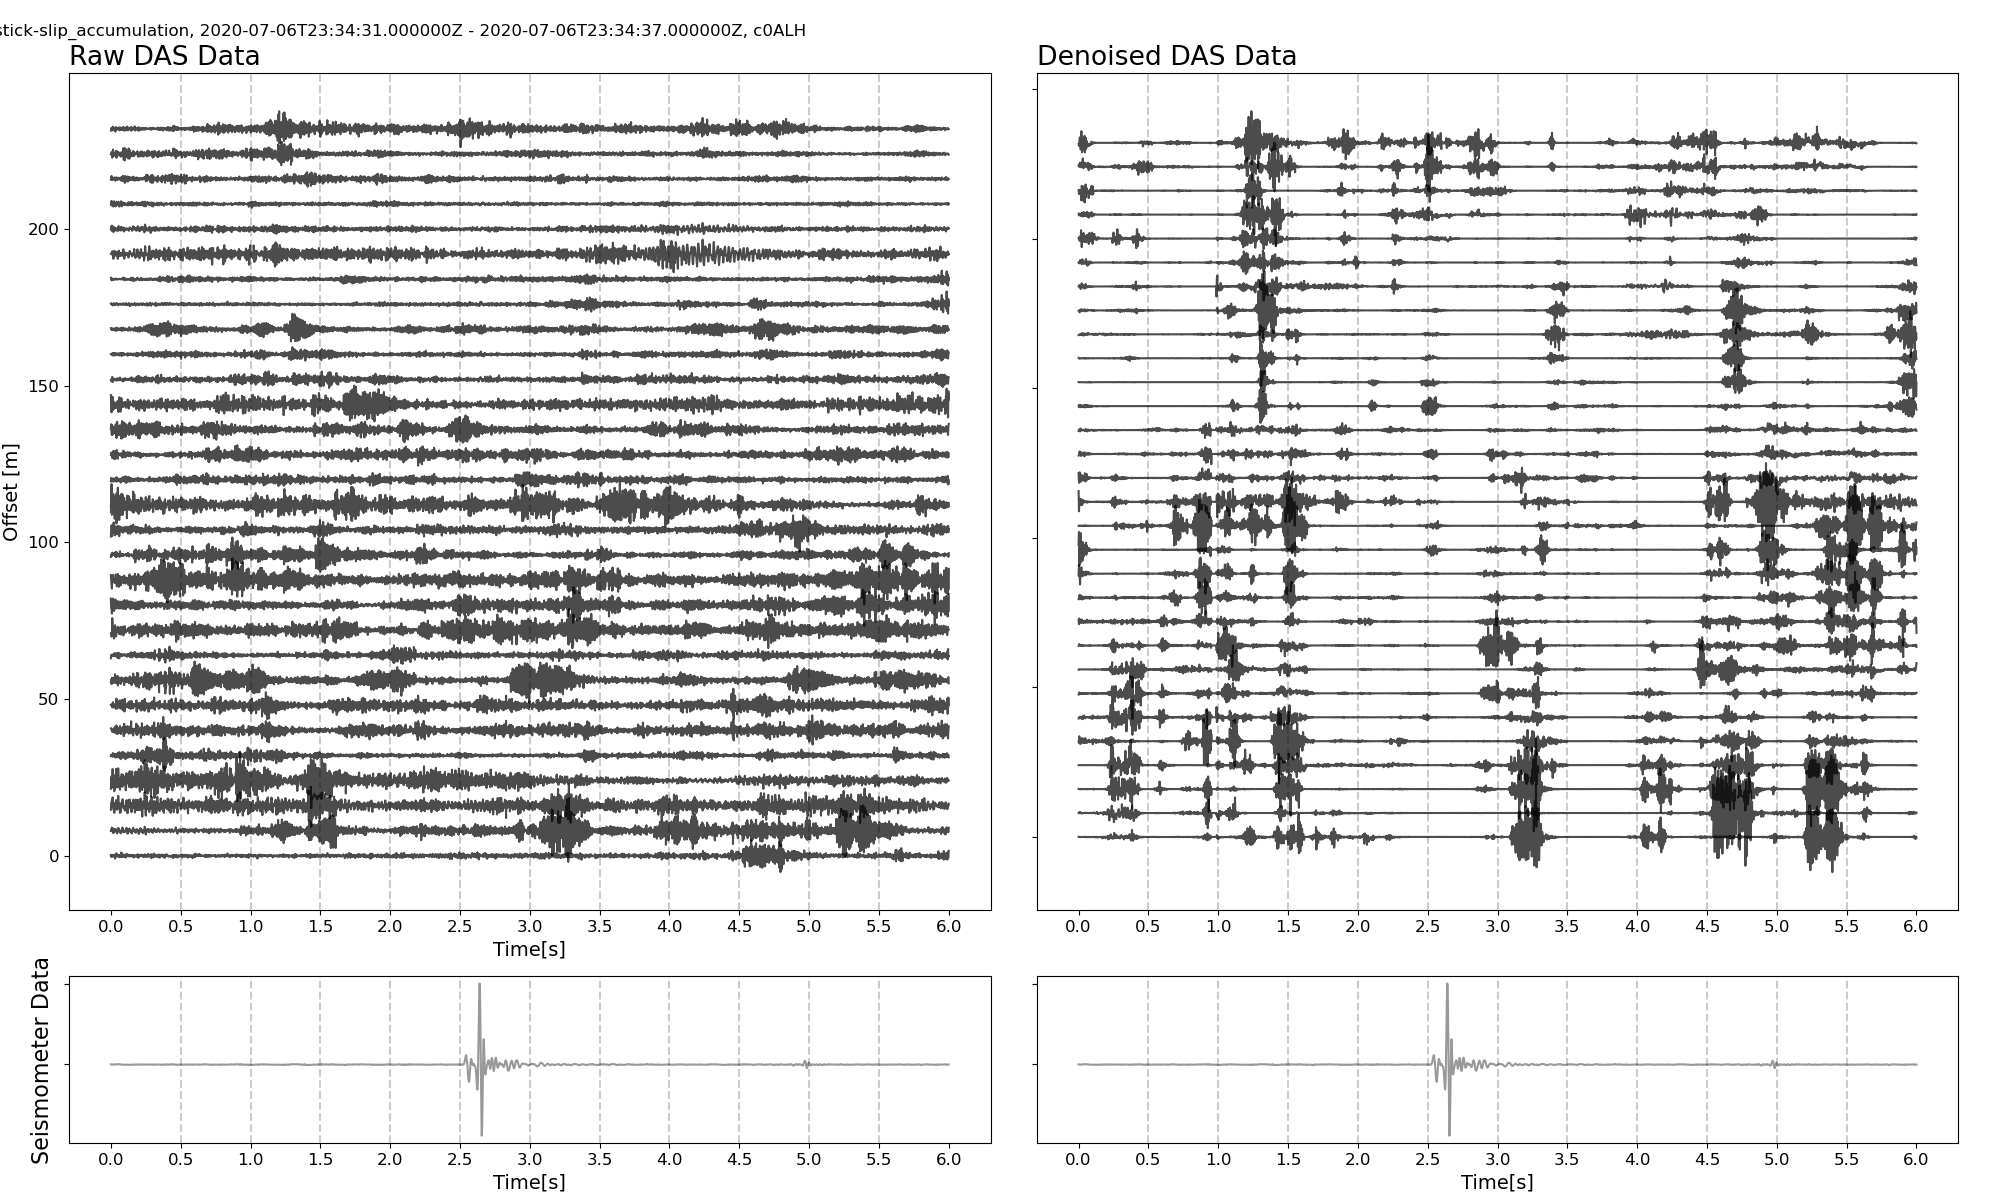 stick-slip_accumulation, 2020-07-06T23:34:31.000000Z - 2020-07-06T23:34:37.000000Z, c0ALH
Raw DAS Data
Denoised DAS Data
Offset [m]
200
150
100
50
0
0.0 0.5 1.0 1.5 2.0 2.5 3.0 3.5 4.0 4.5 5.0 5.5 6.0
Time[s]
0.0 0.5 1.0 1.5 2.0 2.5 3.0 3.5 4.0 4.5 5.0 5.5 6.0
Seismometer Data
0.0 0.5 1.0 1.5 2.0 2.5 3.0 3.5 4.0 4.5 5.0 5.5 6.0
Time[s]
0.0 0.5 1.0 1.5 2.0 2.5 3.0 3.5 4.0 4.5 5.0 5.5 6.0
Time[s]